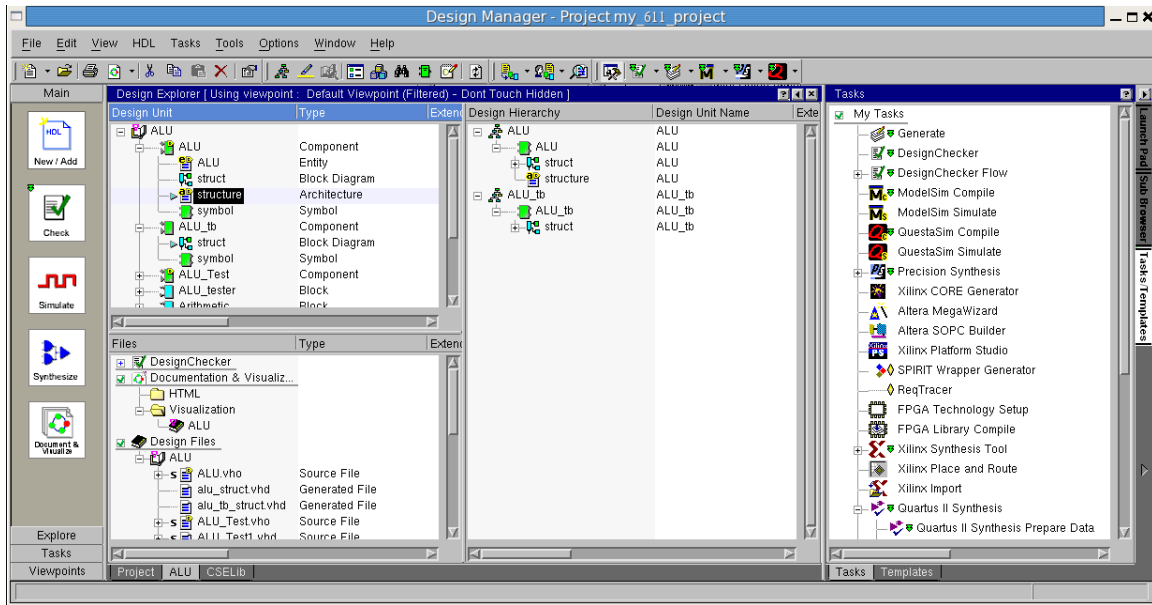 Design Manager - Project my_611_project
File Edit View HDL Tasks Tools Options Window Help
Main
HDL
New / Add
Check
Simulate
Synthesize
Document & Visualize
Explore
Tasks
Viewpoints
Design Explorer [ Using viewpoint : Default Viewpoint (Filtered) - Dont Touch Hidden ]
Design Unit Type Extend
ALU
ALU Component
ALU Entity
struct Block Diagram
structure Architecture
symbol Symbol
ALU_tb Component
struct Block Diagram
symbol Symbol
ALU_Test Component
ALU_tester Block
Arithmetic Block
Files Type Extend
DesignChecker
Documentation & Visualiz...
HTML
Visualization
ALU
Design Files
ALU
ALU.vho Source File
alu_struct.vhd Generated File
alu_tb_struct.vhd Generated File
ALU_Test.vho Source File
ALU_Test1.vhd Source File
Project ALU CSELib
Design Hierarchy Design Unit Name Exte
ALU ALU
ALU ALU
struct ALU
structure ALU
ALU_tb ALU_tb
ALU_tb ALU_tb
struct ALU_tb
Tasks
My Tasks
Generate
DesignChecker
DesignChecker Flow
ModelSim Compile
ModelSim Simulate
QuestaSim Compile
QuestaSim Simulate
Precision Synthesis
Xilinx CORE Generator
Altera MegaWizard
Altera SOPC Builder
Xilinx Platform Studio
SPIRIT Wrapper Generator
ReqTracer
FPGA Technology Setup
FPGA Library Compile
Xilinx Synthesis Tool
Xilinx Place and Route
Xilinx Import
Quartus II Synthesis
Quartus II Synthesis Prepare Data
Tasks Templates
Launch Pad
Sub Browser
Tasks/Templates